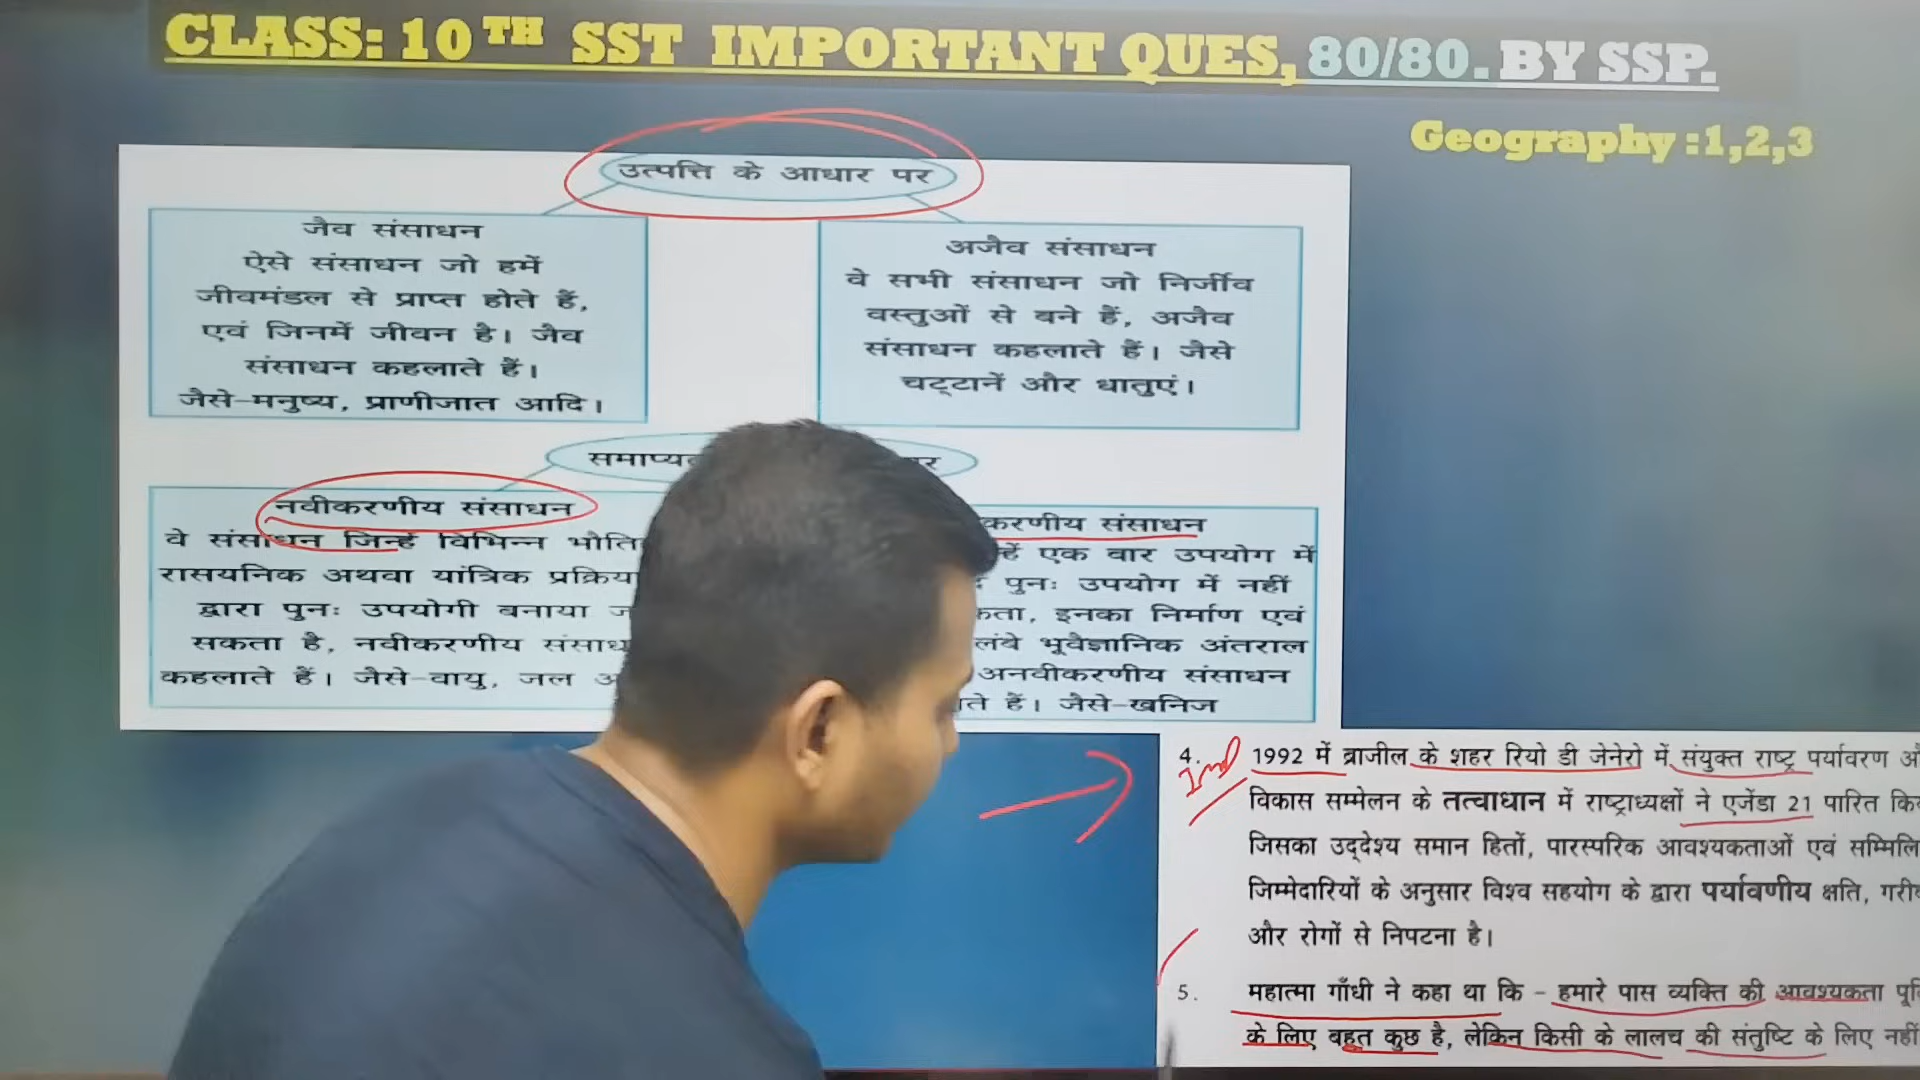 CLASS: 10TH SST IMPORTANT QUES, 80/80. BY SSP.
Geography :1,2,3
उत्पत्ति के आधार पर
जैव संसाधन
ऐसे संसाधन जो हमें
जीवमंडल से प्राप्त होते हैं,
एवं जिनमें जीवन है। जैव
संसाधन कहलाते हैं।
जैसे-मनुष्य, प्राणीजात आदि।
अजैव संसाधन
वे सभी संसाधन जो निर्जीव
वस्तुओं से बने हैं, अजैव
संसाधन कहलाते हैं। जैसे
चट्टानें और धातुएं।
नवीकरणीय संसाधन
वे संसाधन जिन्हें विभिन्न
रासयनिक अथवा यांत्रिक
द्वारा पुनः उपयोगी बनाया
सकता है, नवीकरणीय
कहलाते हैं। जैसे-वायु, जल
संसाधन
एक बार उपयोग में
पुनः उपयोग में नहीं
इनका निर्माण एवं
लंबे भूवैज्ञानिक अंतराल
अनवीकरणीय संसाधन
हैं। जैसे-खनिज
4. 1992 में ब्राजील के शहर रियो डी जेनेरो में संयुक्त राष्ट्र पर्यावरण
विकास सम्मेलन के तत्वाधान में राष्ट्राध्यक्षों ने एजेंडा 21 पारित
जिसका उद्देश्य समान हितों, पारस्परिक आवश्यकताओं एवं
जिम्मेदारियों के अनुसार विश्व सहयोग के द्वारा पर्यावणीय क्षति,
और रोगों से निपटना है।
5. महात्मा गाँधी ने कहा था कि – हमारे पास व्यक्ति की आवश्यकता
के लिए बहुत कुछ है, लेकिन किसी के लालच की संतुष्टि के लिए नहीं